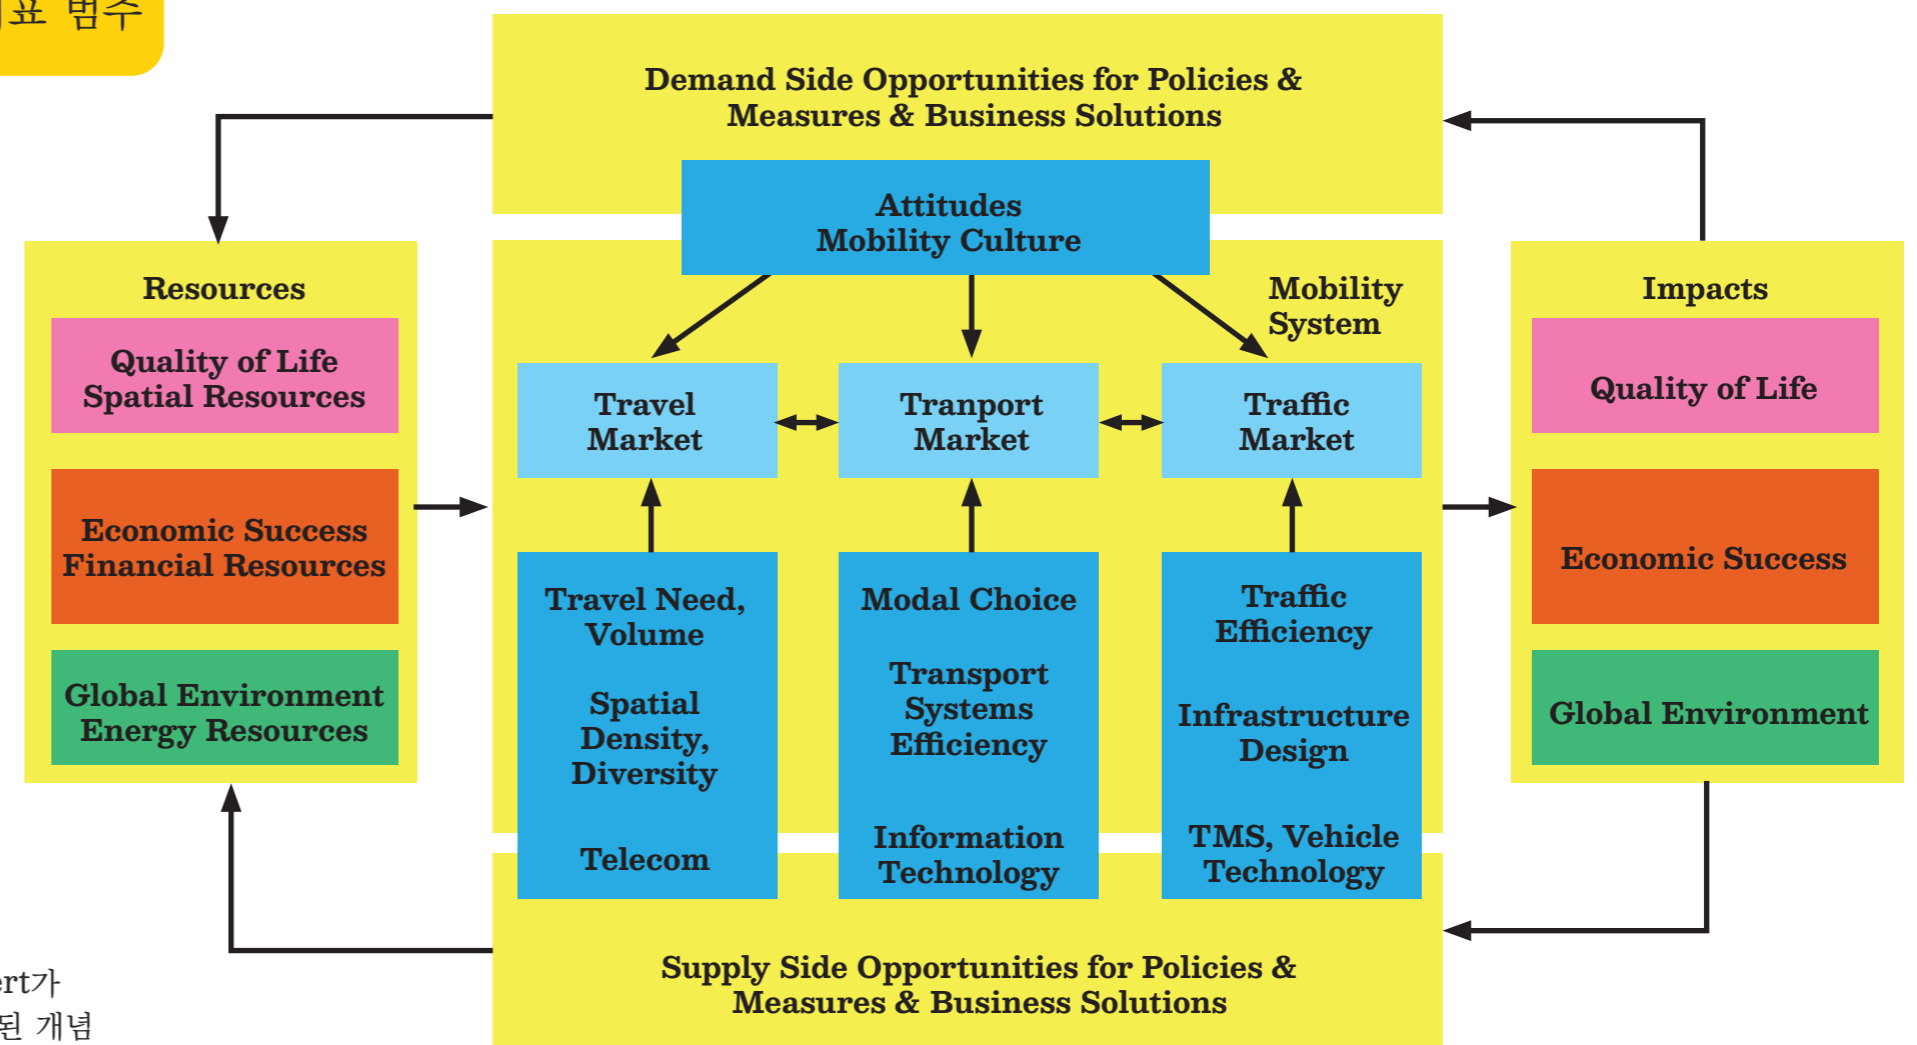 지표 범주
Demand Side Opportunities for Policies &
Measures & Business Solutions
Attitudes
Mobility Culture
Mobility
System
Resources
Quality of Life
Spatial Resources
Economic Success
Financial Resources
Global Environment
Energy Resources
Travel
Market
Tranport
Market
Traffic
Market
Travel Need,
Volume
Spatial
Density,
Diversity
Telecom
Modal Choice
Transport
Systems
Efficiency
Information
Technology
Traffic
Efficiency
Infrastructure
Design
TMS, Vehicle
Technology
Impacts
Quality of Life
Economic Success
Global Environment
Supply Side Opportunities for Policies &
Measures & Business Solutions
ert가
된 개념